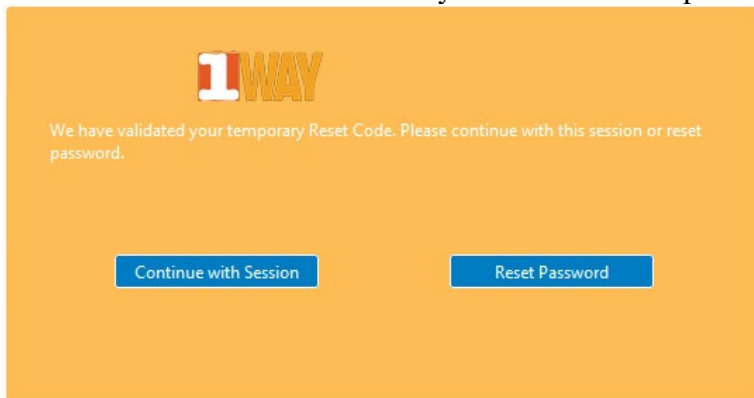 1WAY
We have validated your temporary Reset Code. Please continue with this session or reset
password.
Continue with Session Reset Password